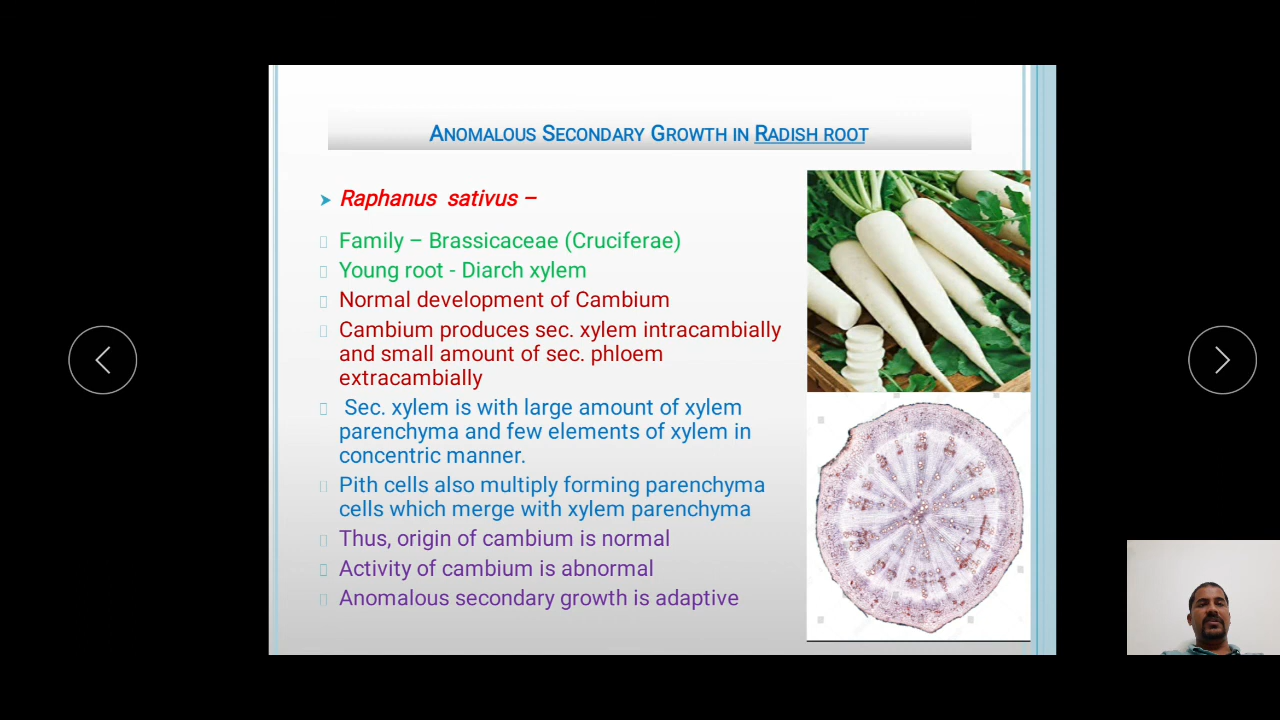 ANOMALOUS SECONDARY GROWTH IN RADISH ROOT
Raphanus sativus –
Family – Brassicaceae (Cruciferae)
Young root - Diarch xylem
Normal development of Cambium
Cambium produces sec. xylem intracambially
and small amount of sec. phloem
extracambially
Sec. xylem is with large amount of xylem
parenchyma and few elements of xylem in
concentric manner.
Pith cells also multiply forming parenchyma
cells which merge with xylem parenchyma
Thus, origin of cambium is normal
Activity of cambium is abnormal
Anomalous secondary growth is adaptive